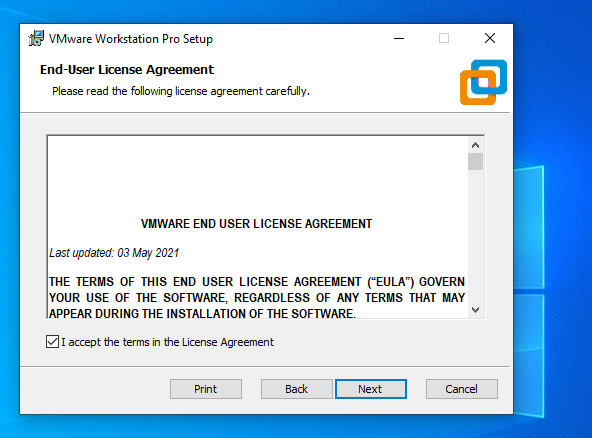 VMware Workstation Pro Setup
End-User License Agreement
Please read the following license agreement carefully.
VMWARE END USER LICENSE AGREEMENT
Last updated: 03 May 2021
THE TERMS OF THIS END USER LICENSE AGREEMENT (“EULA”) GOVERN
YOUR USE OF THE SOFTWARE, REGARDLESS OF ANY TERMS THAT MAY
APPEAR DURING THE INSTALLATION OF THE SOFTWARE.
I accept the terms in the License Agreement
Print Back Next Cancel